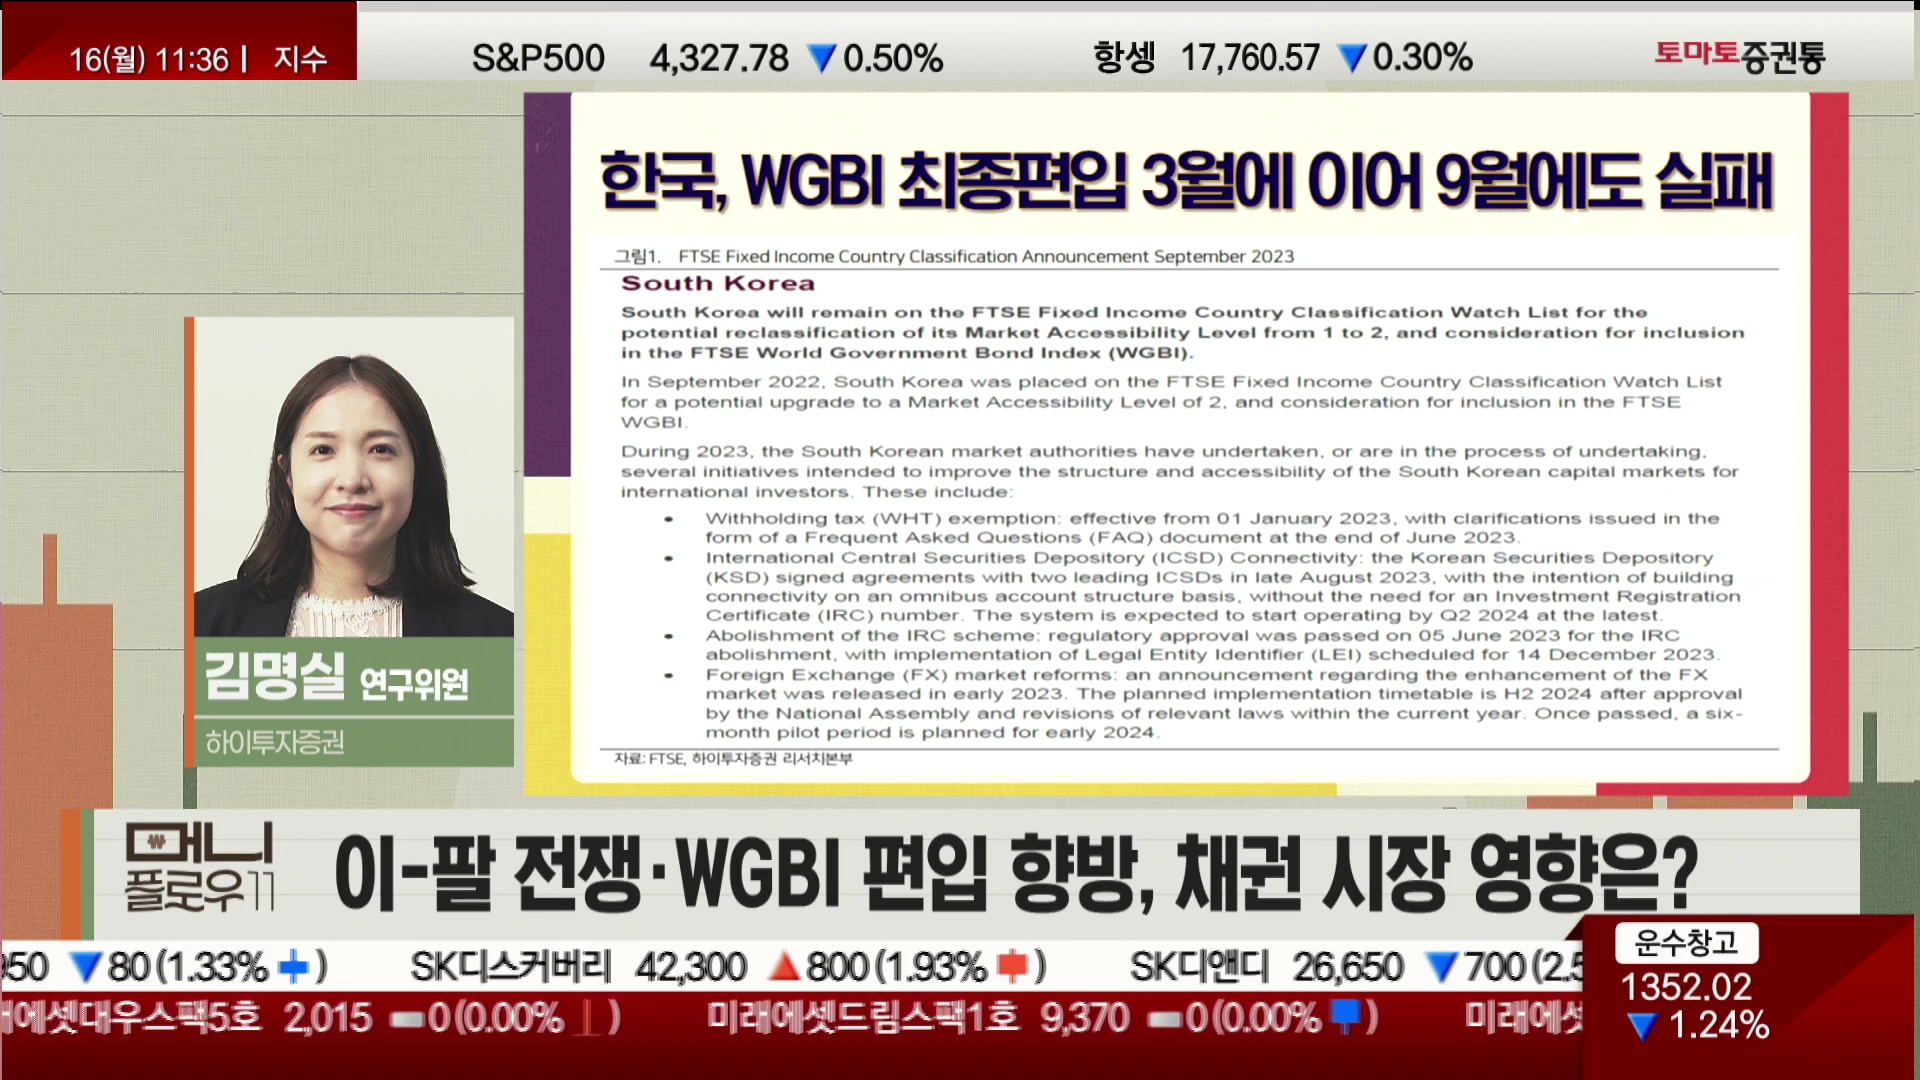 16(월) 11:36 | 지수 S&P500 4,327.78 ▼0.50% 항셍 17,760.57 ▼0.30% 토마토증권통
한국, WGBI 최종편입 3월에 이어 9월에도 실패
그림1. FTSE Fixed Income Country Classification Announcement September 2023
South Korea
South Korea will remain on the FTSE Fixed Income Country Classification Watch List for the
potential reclassification of its Market Accessibility Level from 1 to 2, and consideration for inclusion
in the FTSE World Government Bond Index (WGBI).
In September 2022, South Korea was placed on the FTSE Fixed Income Country Classification Watch List
for a potential upgrade to a Market Accessibility Level of 2, and consideration for inclusion in the FTSE
WGBI.
During 2023, the South Korean market authorities have undertaken, or are in the process of undertaking,
several initiatives intended to improve the structure and accessibility of the South Korean capital markets for
international investors. These include:
• Withholding tax (WHT) exemption: effective from 01 January 2023, with clarifications issued in the
form of a Frequent Asked Questions (FAQ) document at the end of June 2023.
• International Central Securities Depository (ICSD) Connectivity: the Korean Securities Depository
(KSD) signed agreements with two leading ICSDs in late August 2023, with the intention of building
connectivity on an omnibus account structure basis, without the need for an Investment Registration
Certificate (IRC) number. The system is expected to start operating by Q2 2024 at the latest.
• Abolishment of the IRC scheme: regulatory approval was passed on 05 June 2023 for the IRC
abolishment, with implementation of Legal Entity Identifier (LEI) scheduled for 14 December 2023.
• Foreign Exchange (FX) market reforms: an announcement regarding the enhancement of the FX
market was released in early 2023. The planned implementation timetable is H2 2024 after approval
by the National Assembly and revisions of relevant laws within the current year. Once passed, a six-
month pilot period is planned for early 2024.
자료: FTSE, 하이투자증권 리서치본부
김명실 연구위원
하이투자증권
머니
플로우11
이-팔 전쟁·WGBI 편입 향방, 채권 시장 영향은?
950 ▼80(1.33% ) SK디스커버리 42,300 ▲800(1.93% ) SK디앤디 26,650 ▼700(2.5
래에셋대우스팩5호 2,015 0(0.00% ) 미래에셋드림스팩1호 9,370 0(0.00% ) 미래에셋
운수창고
1352.02
▼1.24%